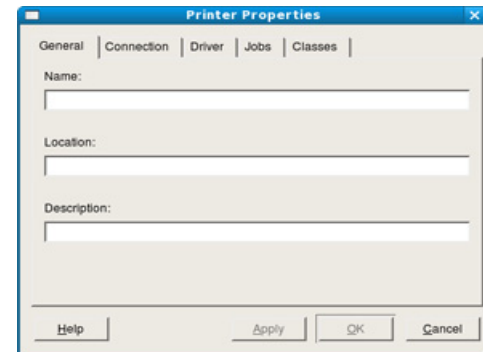 Printer Properties
General Connection Driver Jobs Classes
Name:
Location:
Description:
Help Apply OK Cancel